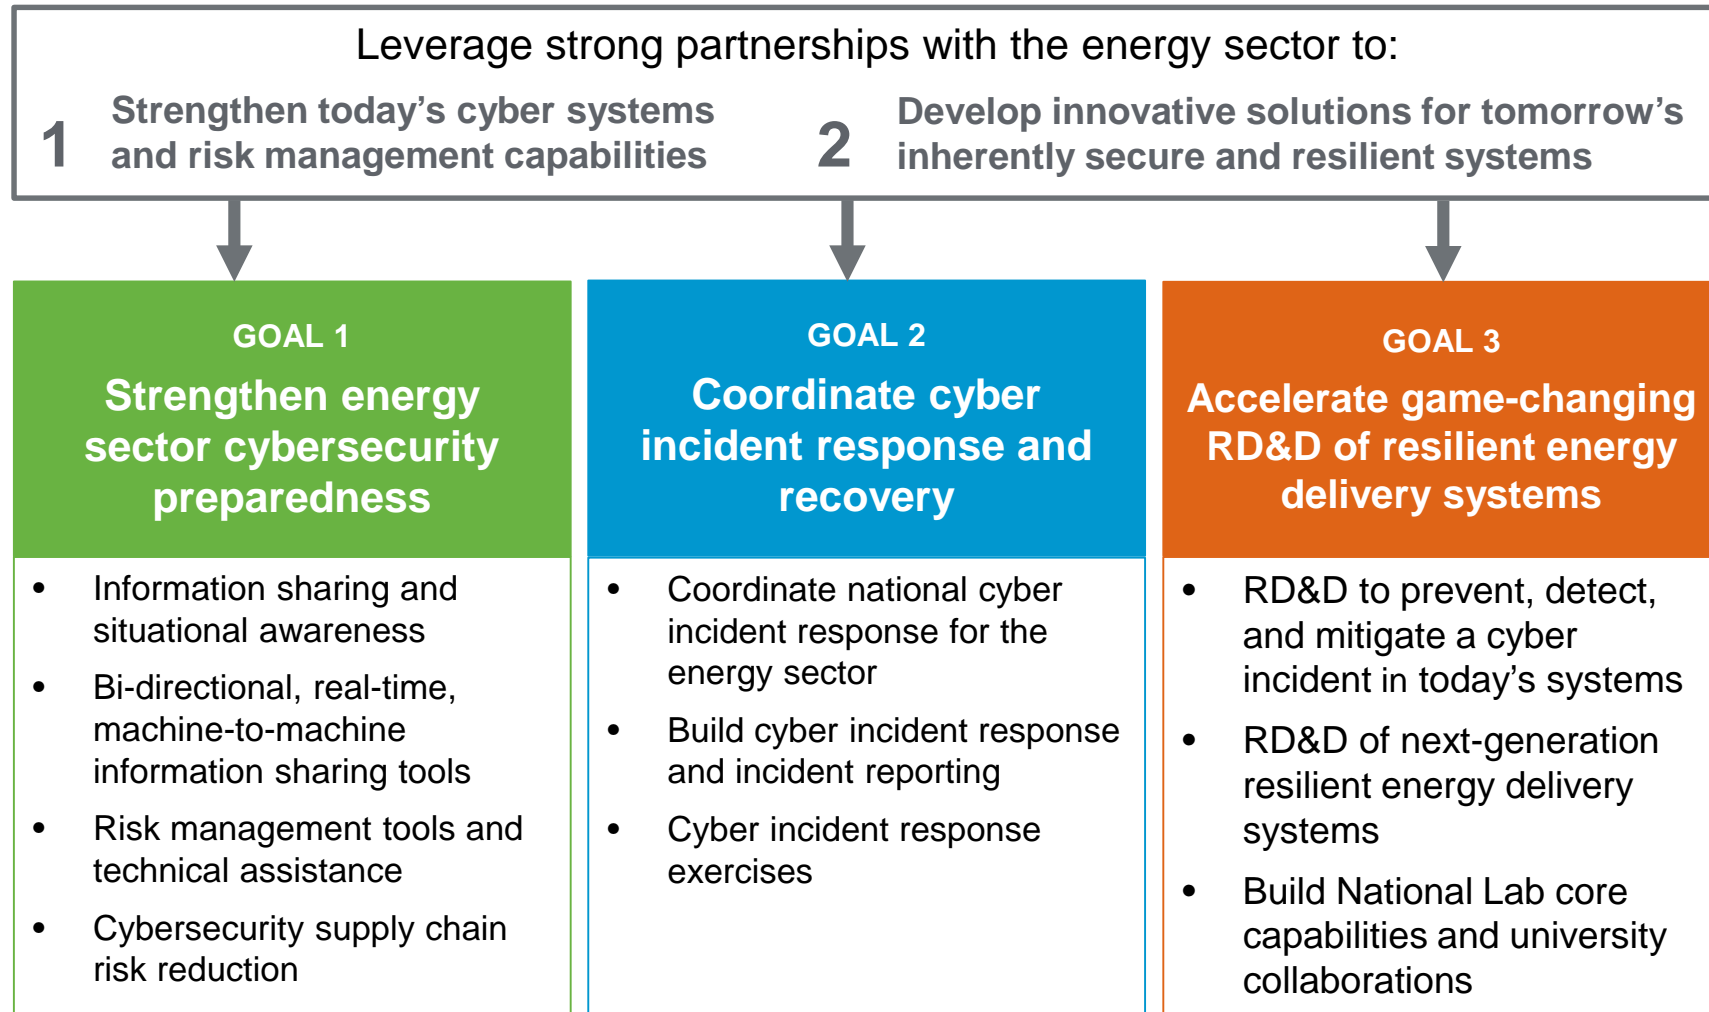 Leverage strong partnerships with the energy sector to:
1
Strengthen today’s cyber systems
and risk management capabilities
2
Develop innovative solutions for tomorrow’s
inherently secure and resilient systems
GOAL 1
Strengthen energy
sector cybersecurity
preparedness
• Information sharing and
situational awareness
• Bi-directional, real-time,
machine-to-machine
information sharing tools
• Risk management tools and
technical assistance
• Cybersecurity supply chain
risk reduction
GOAL 2
Coordinate cyber
incident response and
recovery
• Coordinate national cyber
incident response for the
energy sector
• Build cyber incident response
and incident reporting
• Cyber incident response
exercises
GOAL 3
Accelerate game-changing
RD&D of resilient energy
delivery systems
• RD&D to prevent, detect,
and mitigate a cyber
incident in today’s systems
• RD&D of next-generation
resilient energy delivery
systems
• Build National Lab core
capabilities and university
collaborations